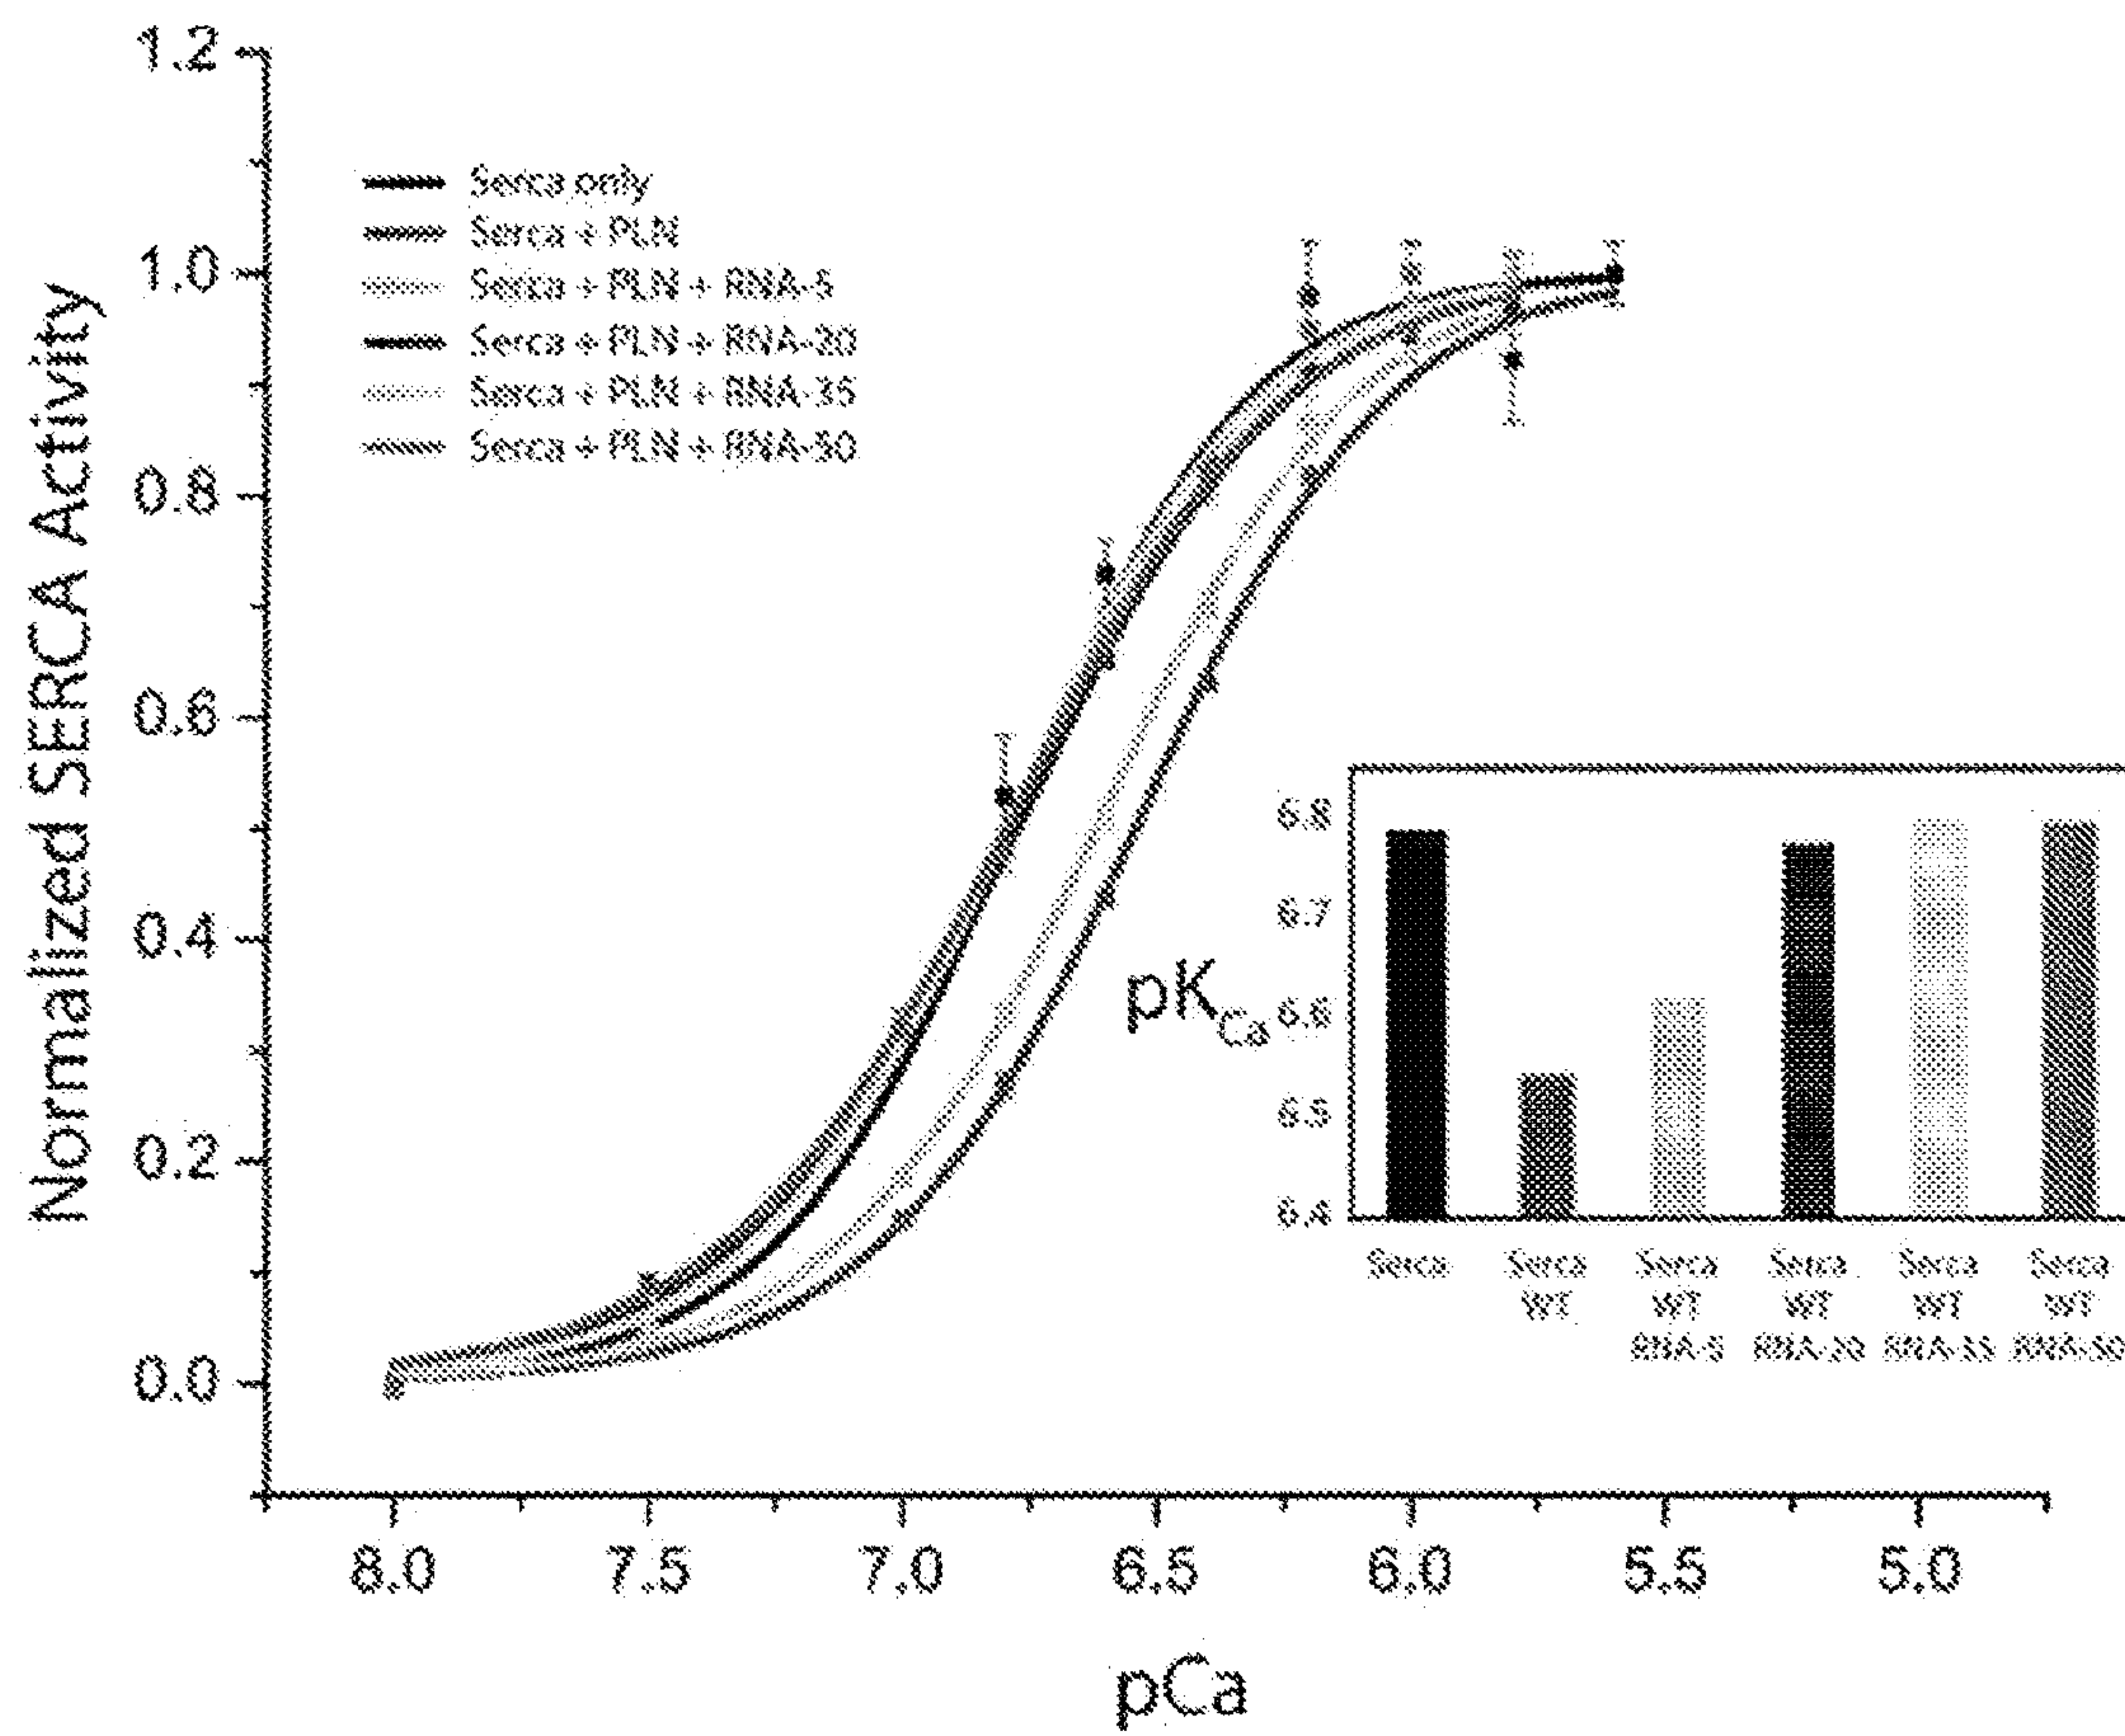 Normalized SERCA Activity
1.2
1.0
0.8
0.6
0.4
0.2
0.0
Serca only
Serca + PLN
Serca + PLN + RNA-5
Serca + PLN + RNA-20
Serca + PLN + RNA-35
Serca + PLN + RNA-50
pKCa
6.8
6.7
6.6
6.5
6.4
Serca Serca Serca Serca Serca Serca
WT WT WT WT WT
RNA-5 RNA-20 RNA-35 RNA-50
8.0 7.5 7.0 6.5 6.0 5.5 5.0
pCa